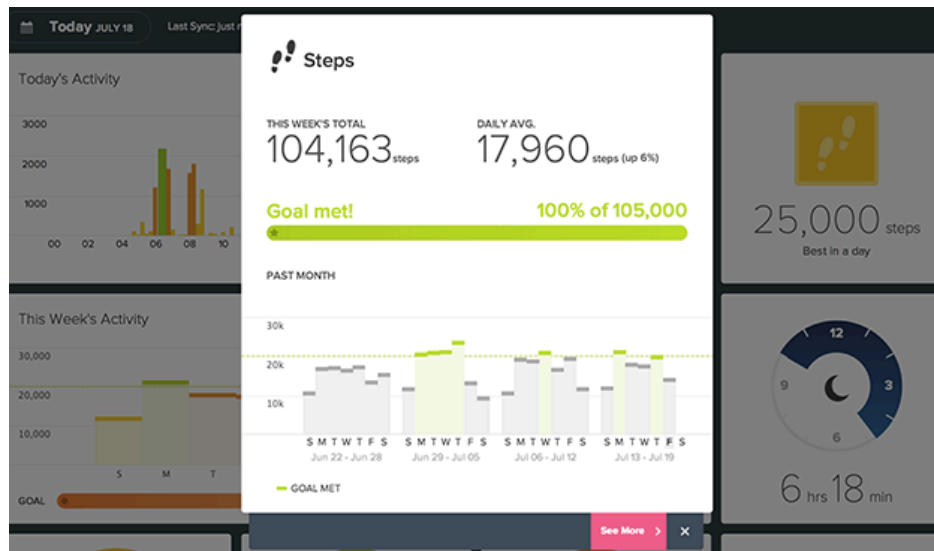 Today JULY 18
Last Sync: just
Today's Activity
3000
2000
1000
00 02 04 06 08 10
This Week's Activity
30,000
20,000
10,000
S M T
GOAL
Steps
THIS WEEK'S TOTAL
104,163 steps
DAILY AVG.
17,960 steps (up 6%)
Goal met!
100% of 105,000
PAST MONTH
30k
20k
10k
S M T W T F S S M T W T F S S M T W T F S S M T W T F S
Jun 22 - Jun 28 Jun 29 - Jul 05 Jul 06 - Jul 12 Jul 13 - Jul 19
GOAL MET
See More >
×
25,000 steps
Best in a day
12
9
3
6
6 hrs 18 min